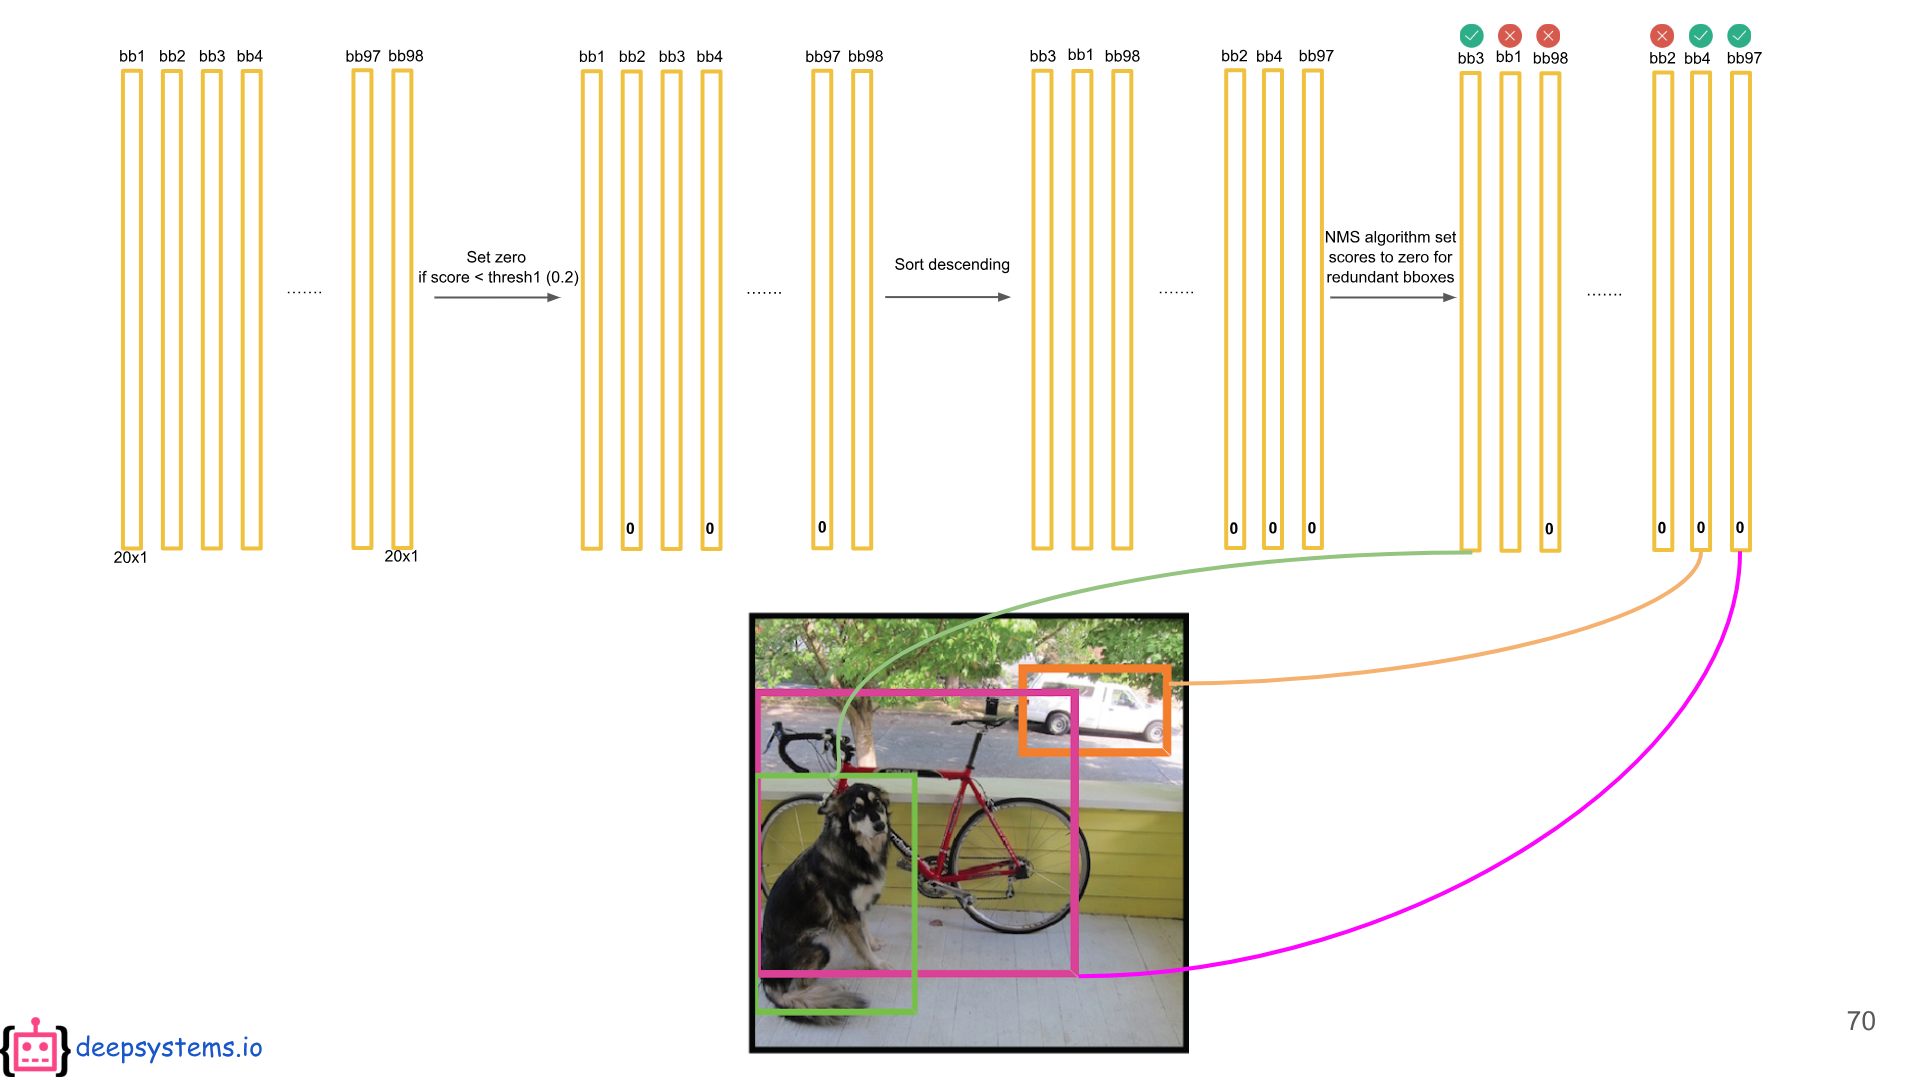 bb1 bb2 bb3 bb4 bb97 bb98
bb1 bb2 bb3 bb4 bb97 bb98
bb3 bb1 bb98 bb2 bb4 bb97
bb3 bb1 bb98 bb2 bb4 bb97
Set zero
if score < thresh1 (0.2)
Sort descending
NMS algorithm set
scores to zero for
redundant bboxes
....... ....... ....... .......
0 0 0
0 0 0
0 0 0 0
20x1 20x1
deepsystems.io
70